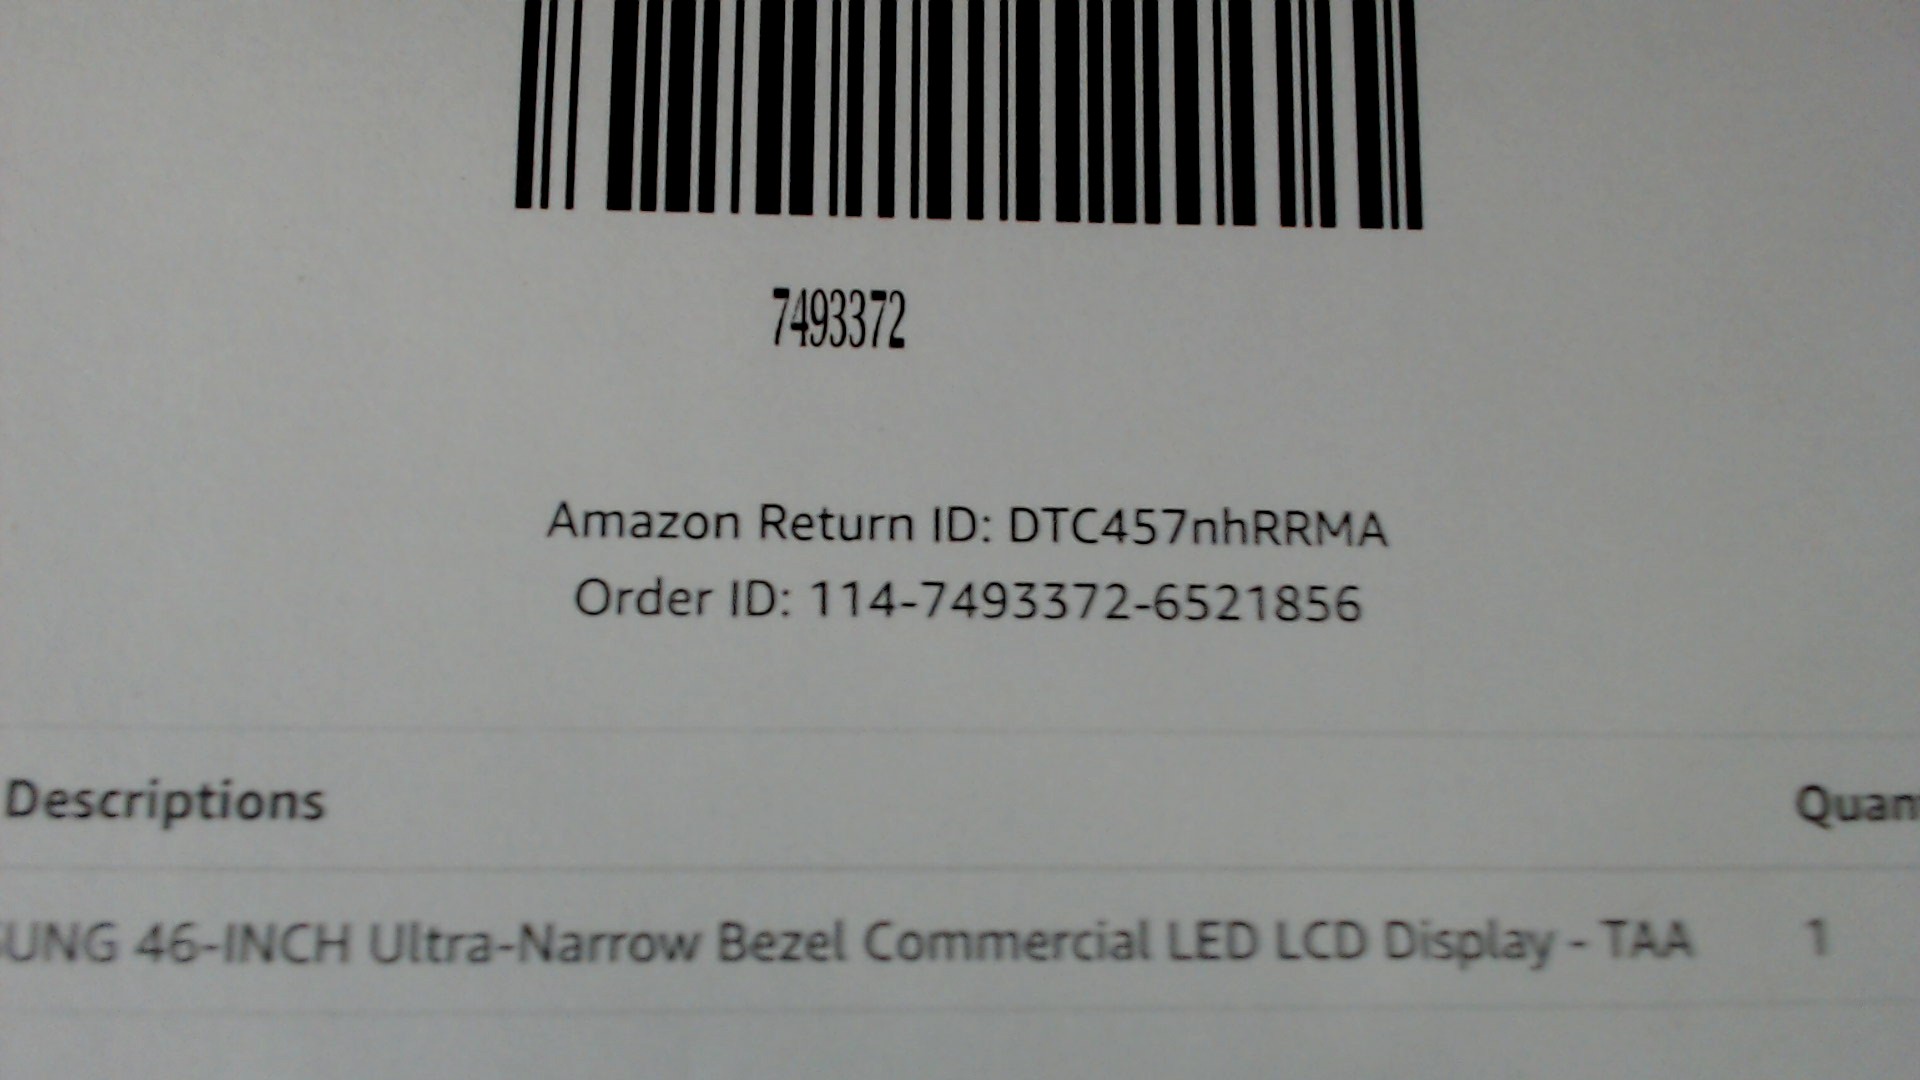 7493372
Amazon Return ID: DTC457nhRRMA
Order ID: 114-7493372-6521856
Descriptions
46-INCH Ultra-Narrow Bezel Commercial LED LCD Display - TAA 1